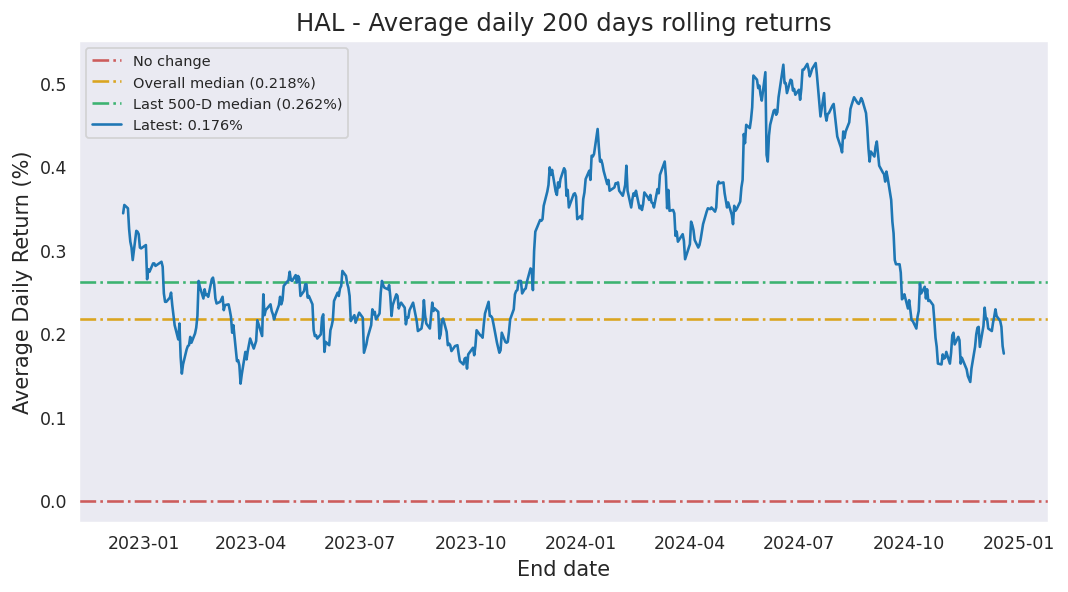 HAL - Average daily 200 days rolling returns
No change
Overall median (0.218%)
Last 500-D median (0.262%)
Latest: 0.176%
Average Daily Return (%)
0.5
0.4
0.3
0.2
0.1
0.0
2023-01 2023-04 2023-07 2023-10 2024-01 2024-04 2024-07 2024-10 2025-01
End date